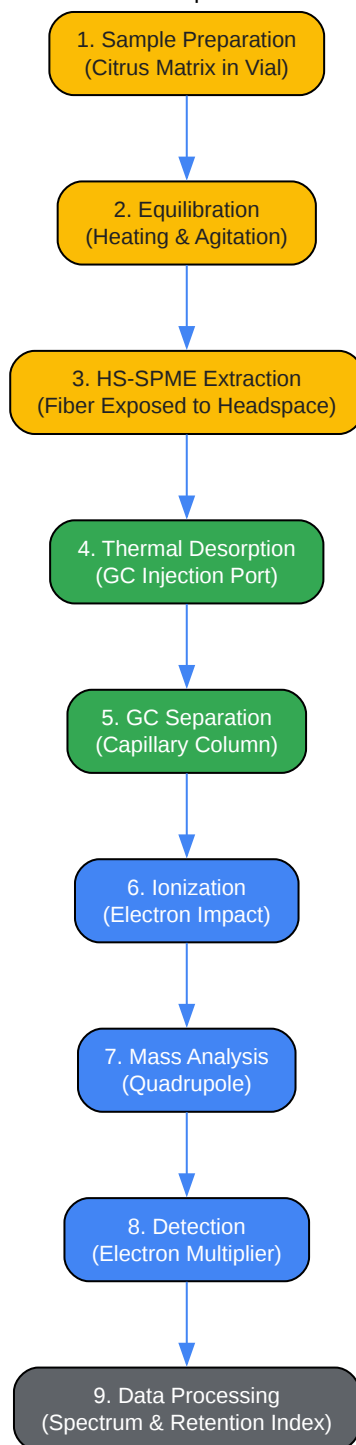 1. Sample Preparation
(Citrus Matrix in Vial)
2. Equilibration
(Heating & Agitation)
3. HS-SPME Extraction
(Fiber Exposed to Headspace)
4. Thermal Desorption
(GC Injection Port)
5. GC Separation
(Capillary Column)
6. Ionization
(Electron Impact)
7. Mass Analysis
(Quadrupole)
8. Detection
(Electron Multiplier)
9. Data Processing
(Spectrum & Retention Index)